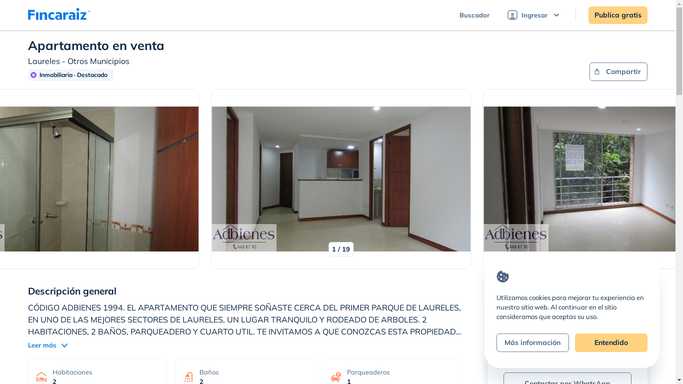 Fincaraiz
Buscador
Ingresar
Publica gratis
Apartamento en venta
Laureles - Otros Municipios
Inmobiliaria · Destacado
Compartir
Adbienes
Adbienes
1 / 19
Descripción general
CÓDIGO ADBIENES 1994. EL APARTAMENTO QUE SIEMPRE SOÑASTE CERCA DEL PRIMER PARQUE DE LAURELES,
EN UNO DE LAS MEJORES SECTORES DE LAURELES, UN LUGAR TRANQUILO Y RODEADO DE ARBOLES. 2
HABITACIONES, 2 BAÑOS, PARQUEADERO Y CUARTO UTIL. TE INVITAMOS A QUE CONOZCAS ESTA PROPIEDAD...
Leer más
Habitaciones
2
Baños
2
Parqueaderos
1
Utilizamos cookies para mejorar tu experiencia en
nuestro sitio web. Al continuar en el sitio
consideramos que aceptas su uso.
Más información
Entendido
Contactar por WhatsApp